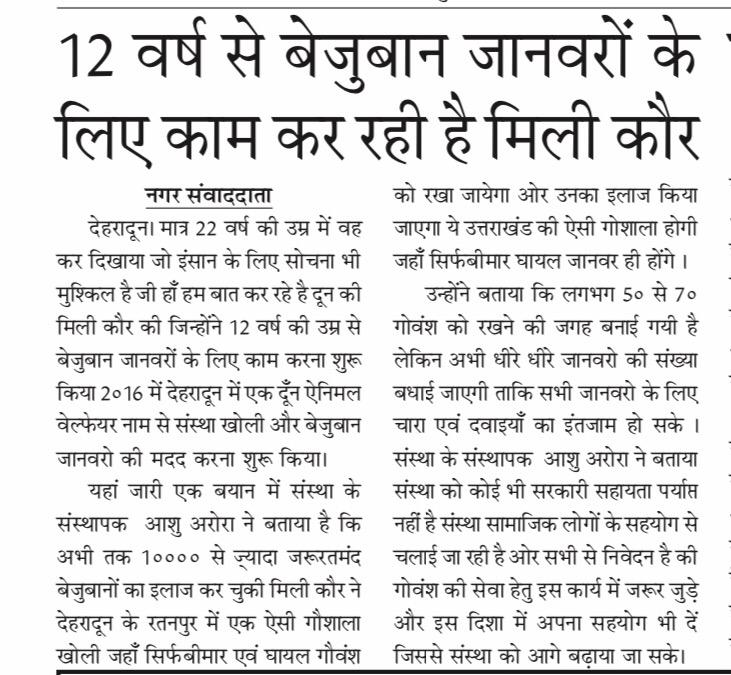 12 वर्ष से बेजुबान जानवरों के
लिए काम कर रही है मिली कौर
नगर संवाददाता
देहरादून। मात्र 22 वर्ष की उम्र में वह
कर दिखाया जो इंसान के लिए सोचना भी
मुश्किल है जी हाँ हम बात कर रहे है दून की
मिली कौर की जिन्होंने 12 वर्ष की उम्र से
बेजुबान जानवरों के लिए काम करना शुरू
किया 2०16 में देहरादून में एक दूँन ऐनिमल
वेल्फेयर नाम से संस्था खोली और बेजुबान
जानवरो की मदद करना शुरू किया।
यहां जारी एक बयान में संस्था के
संस्थापक आशु अरोरा ने बताया है कि
अभी तक 1०००० से ज़्यादा जरूरतमंद
बेजुबानों का इलाज कर चुकी मिली कौर ने
देहरादून के रतनपुर में एक ऐसी गौशाला
खोली जहाँ सिर्फबीमार एवं घायल गौवंश
को रखा जायेगा ओर उनका इलाज किया
जाएगा ये उत्तराखंड की ऐसी गोशाला होगी
जहाँ सिर्फबीमार घायल जानवर ही होंगे ।
उन्होंने बताया कि लगभग 5० से 7०
गोवंश को रखने की जगह बनाई गयी है
लेकिन अभी धीरे धीरे जानवरो की संख्या
बधाई जाएगी ताकि सभी जानवरो के लिए
चारा एवं दवाइयाँ का इंतजाम हो सके ।
संस्था के संस्थापक आशु अरोरा ने बताया
संस्था को कोई भी सरकारी सहायता पर्याप्त
नहीं है संस्था सामाजिक लोगों के सहयोग से
चलाई जा रही है ओर सभी से निवेदन है की
गोवंश की सेवा हेतु इस कार्य में जरूर जुड़े
और इस दिशा में अपना सहयोग भी दें
जिससे संस्था को आगे बढ़ाया जा सके।